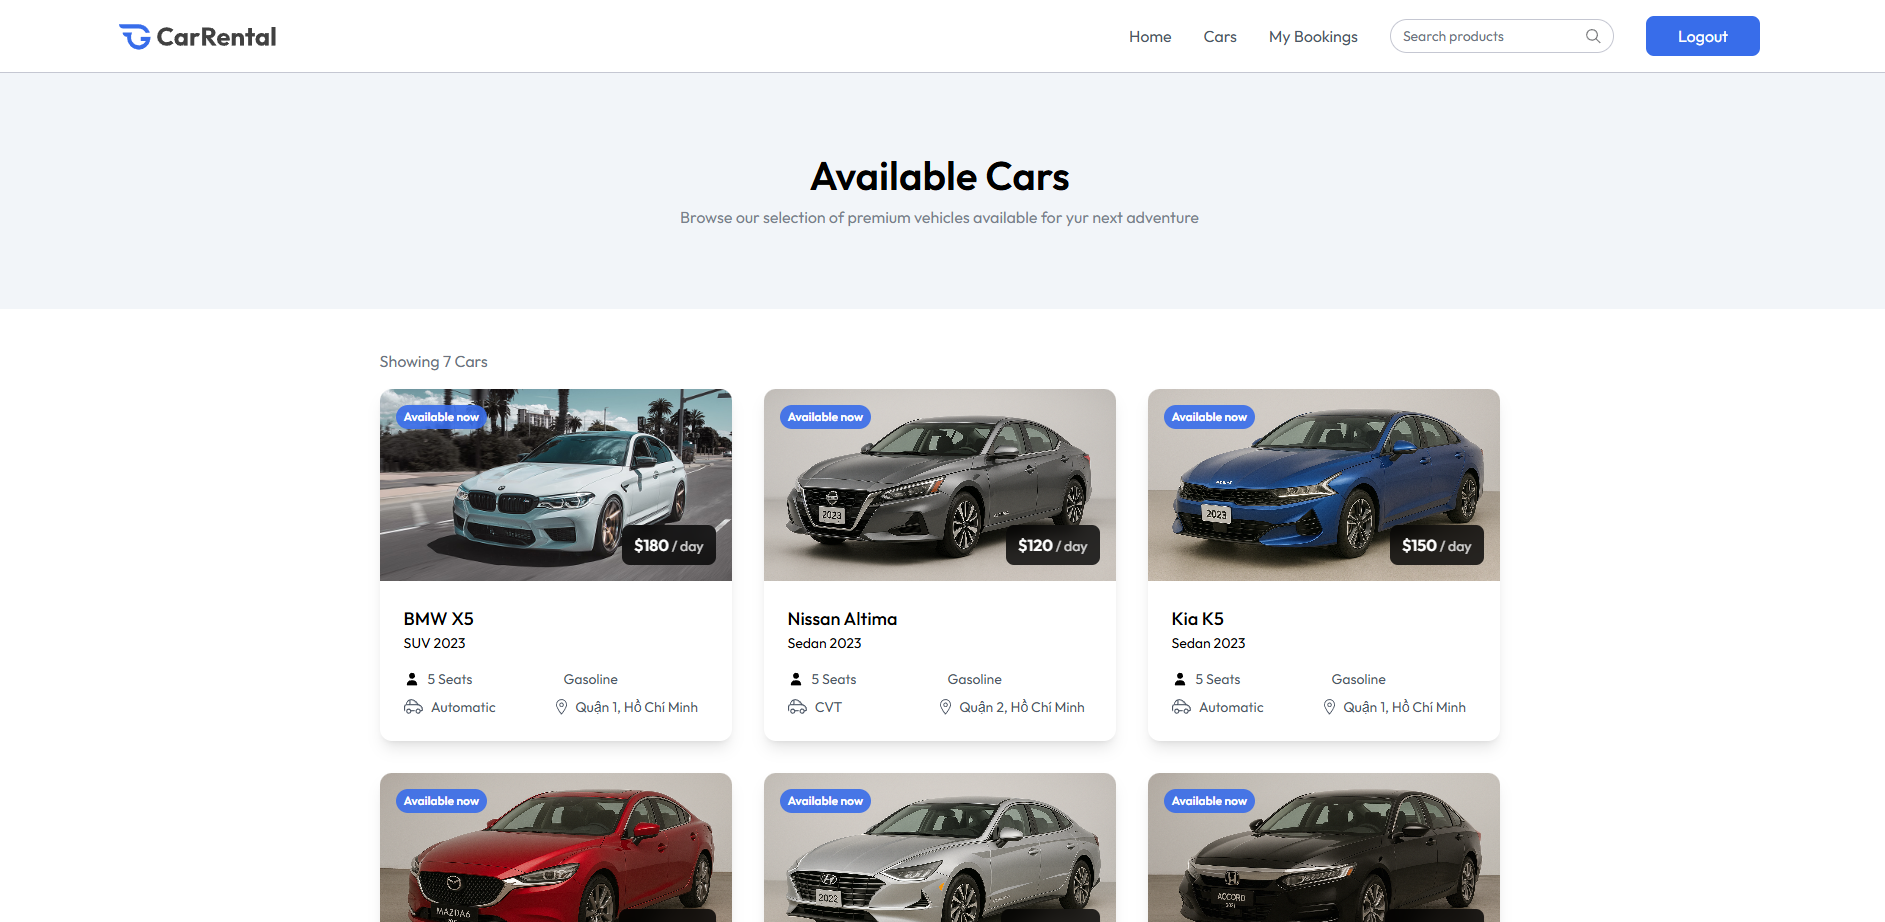 CarRental
Home
Cars
My Bookings
Search products
Logout
Available Cars
Browse our selection of premium vehicles available for yur next adventure
Showing 7 Cars
Available now
$180 / day
BMW X5
SUV 2023
5 Seats
Gasoline
Automatic
Quận 1, Hồ Chí Minh
Available now
2023
$120 / day
Nissan Altima
Sedan 2023
5 Seats
Gasoline
CVT
Quận 2, Hồ Chí Minh
Available now
2023
$150 / day
Kia K5
Sedan 2023
5 Seats
Gasoline
Automatic
Quận 1, Hồ Chí Minh
Available now
MAZDA6
Available now
2022
Available now
ACCORD